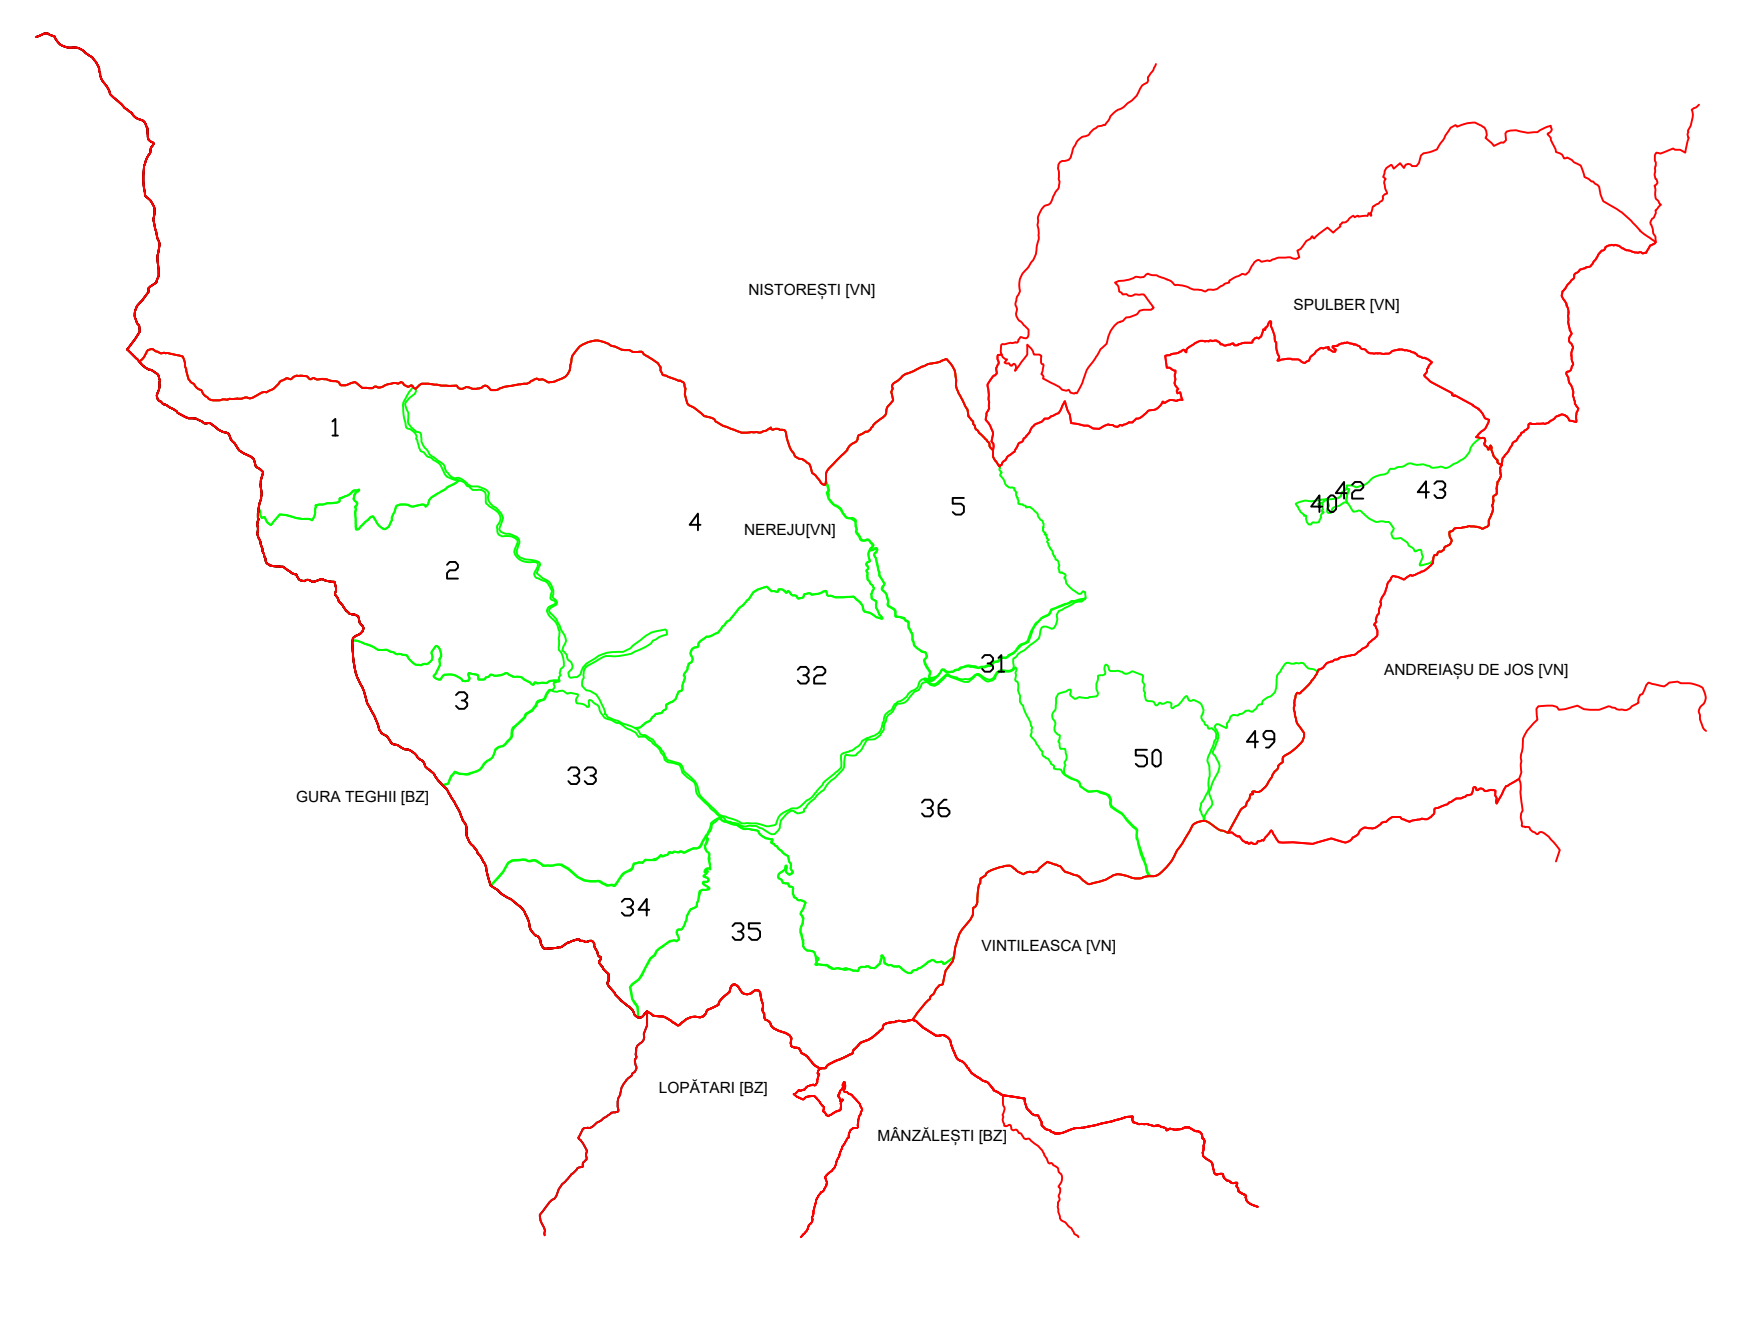 NISTOREȘTI [VN]
SPULBER [VN]
1
5
4
NEREJU[VN]
40
42
43
2
31
32
ANDREIAȘU DE JOS [VN]
3
49
50
33
GURA TEGHII [BZ]
36
34
35
VINTILEASCA [VN]
LOPĂTARI [BZ]
MÂNZĂLEȘTI [BZ]